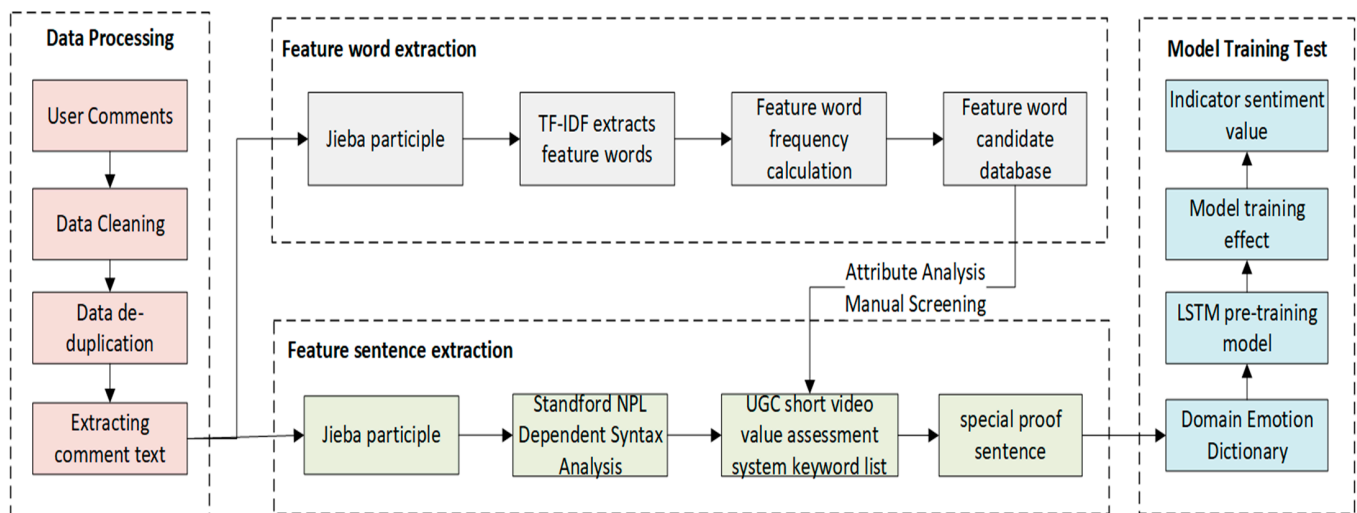 Data Processing
User Comments
Data Cleaning
Data de-
duplication
Extracting
comment text
Feature word extraction
Jieba participle
TF-IDF extracts
feature words
Feature word
frequency
calculation
Feature word
candidate
database
Attribute Analysis
Manual Screening
Feature sentence extraction
Jieba participle
Standford NPL
Dependent Syntax
Analysis
UGC short video
value assessment
system keyword list
special proof
sentence
Model Training Test
Indicator sentiment
value
Model training
effect
LSTM pre-training
model
Domain Emotion
Dictionary